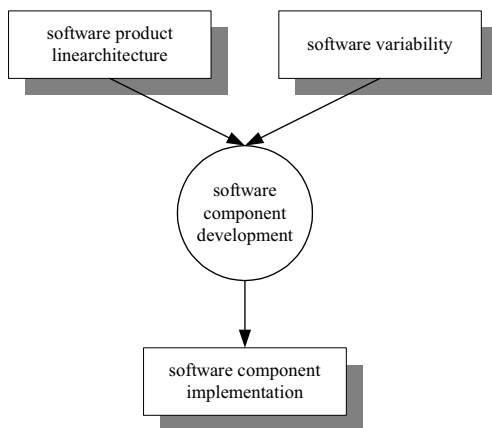 software product
linearchitecture
software variability
software
component
development
software component
implementation